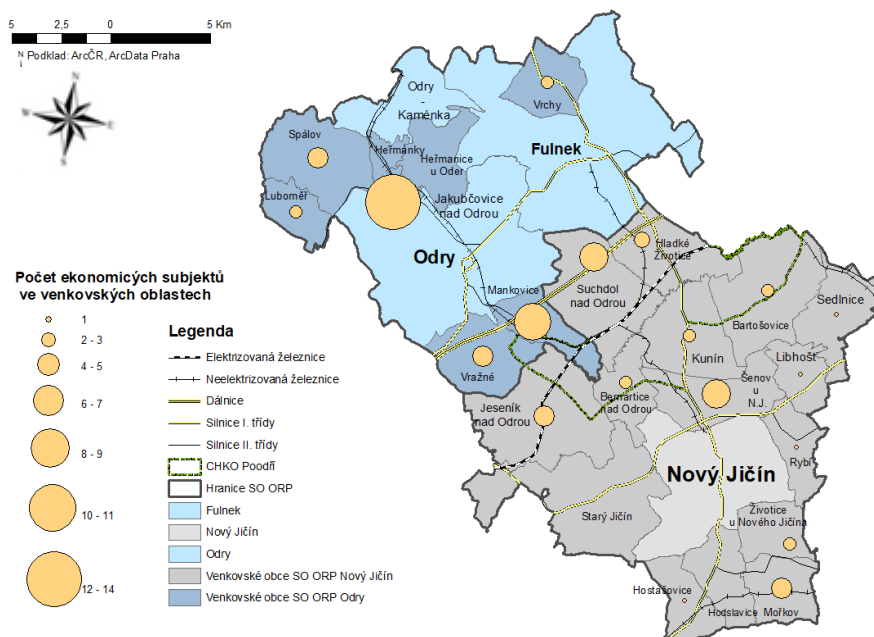 5 2,5 0 5 Km
N Podklad: ArcČR, ArcData Praha
N
W
E
S
Odry
-
Kaménka
Vrchy
Spálov
Heřmánky
Fulnek
Heřmanice
u Oder
Luboměř
Jakubčovice
nad Odrou
Odry
Hladké
Životice
Suchdol
nad Odrou
Mankovice
Sedlnice
Bartošovice
Kunín
Libhošť
Vražné
Šenov
u
N.J.
Bernartice
nad Odrou
Jeseník
nad Odrou
Rybí
Nový Jičín
Starý Jičín
Životice
u Nového Jičína
Hostašovice
Hodslavice
Mořkov
Počet ekonomicých subjektů
ve venkovských oblastech
1
2 - 3
4 - 5
6 - 7
8 - 9
10 - 11
12 - 14
Legenda
Elektrizovaná železnice
Neelektrizovaná železnice
Dálnice
Silnice I. třídy
Silnice II. třídy
CHKO Poodří
Hranice SO ORP
Fulnek
Nový Jičín
Odry
Venkovské obce SO ORP Nový Jičín
Venkovské obce SO ORP Odry